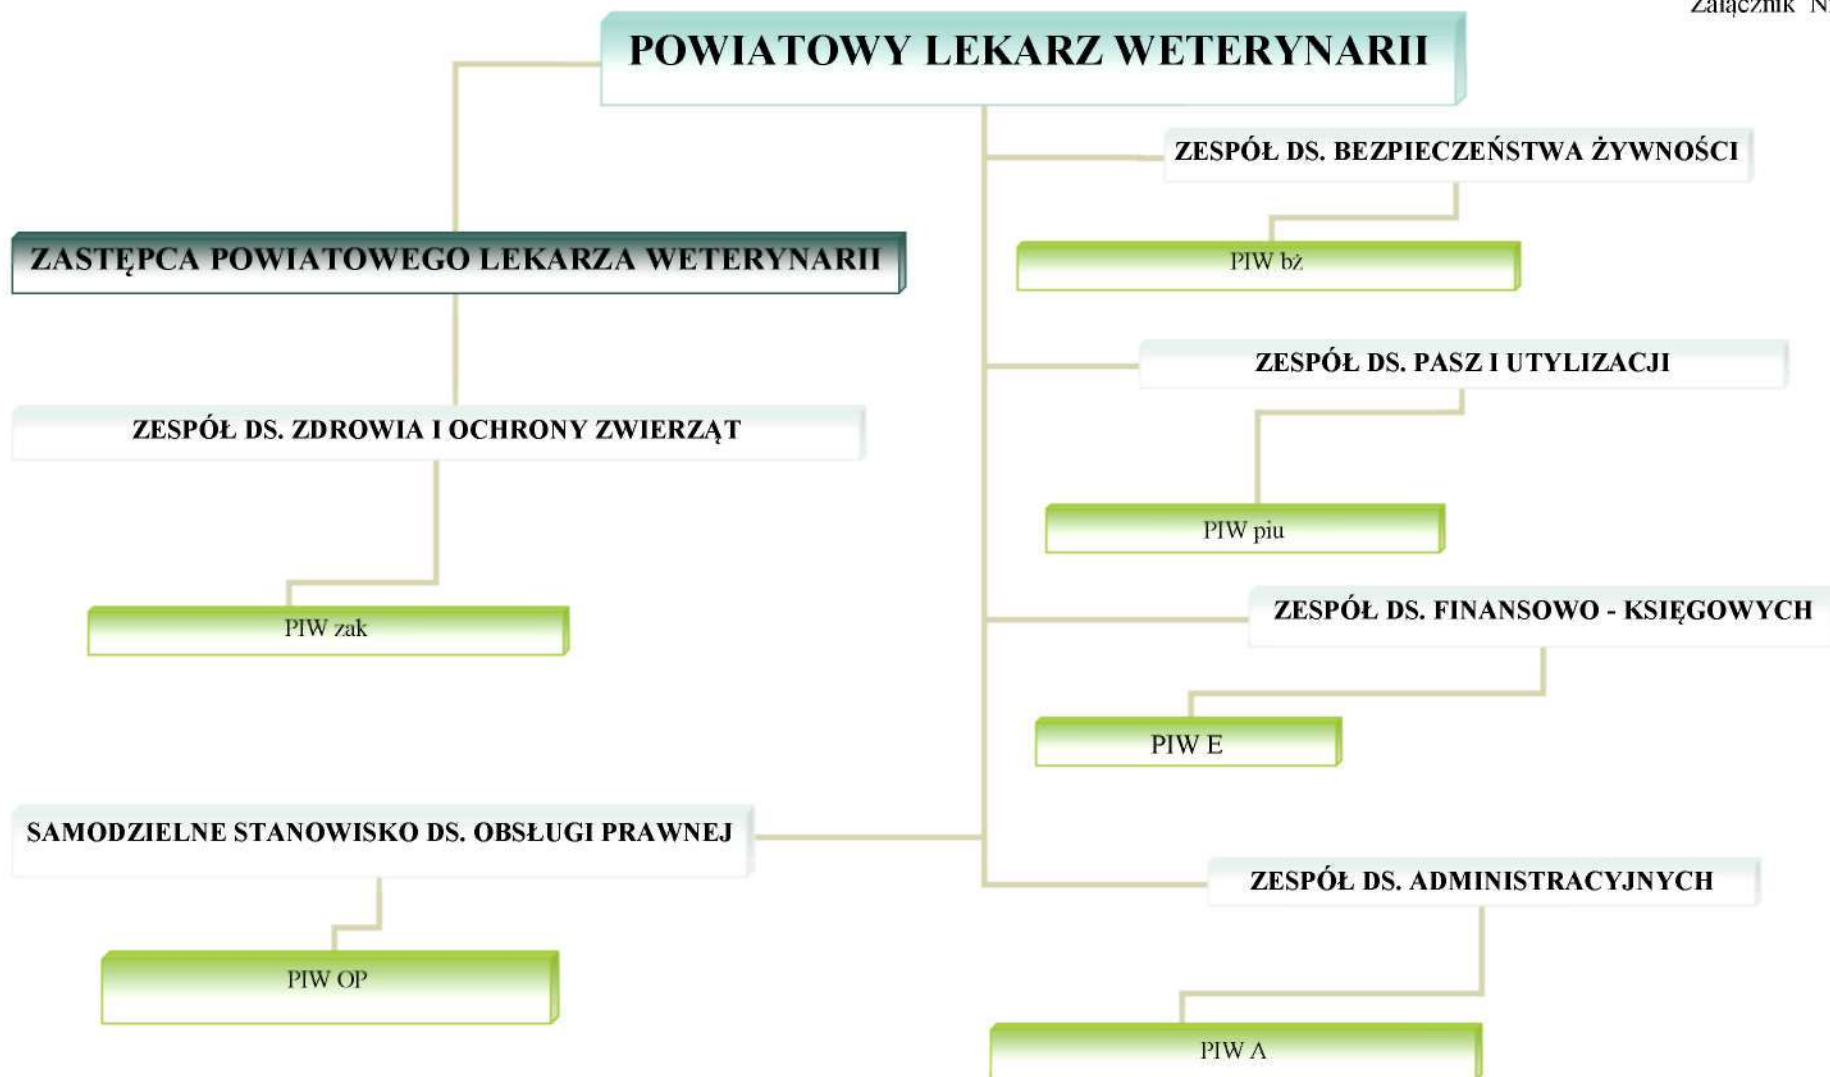 Załącznik
POWIATOWY LEKARZ WETERYNARII
ZESPÓŁ DS. BEZPIECZEŃSTWA ŻYWNOŚCI
ZASTĘPCA POWIATOWEGO LEKARZA WETERYNARII
PIW bż
ZESPÓŁ DS. PASZ I UTYLIZACJI
ZESPÓŁ DS. ZDROWIA I OCHRONY ZWIERZĄT
PIW piu
ZESPÓŁ DS. FINANSOWO - KSIĘGOWYCH
PIW zak
PIW E
SAMODZIELNE STANOWISKO DS. OBSŁUGI PRAWNEJ
ZESPÓŁ DS. ADMINISTRACYJNYCH
PIW OP
PIW A